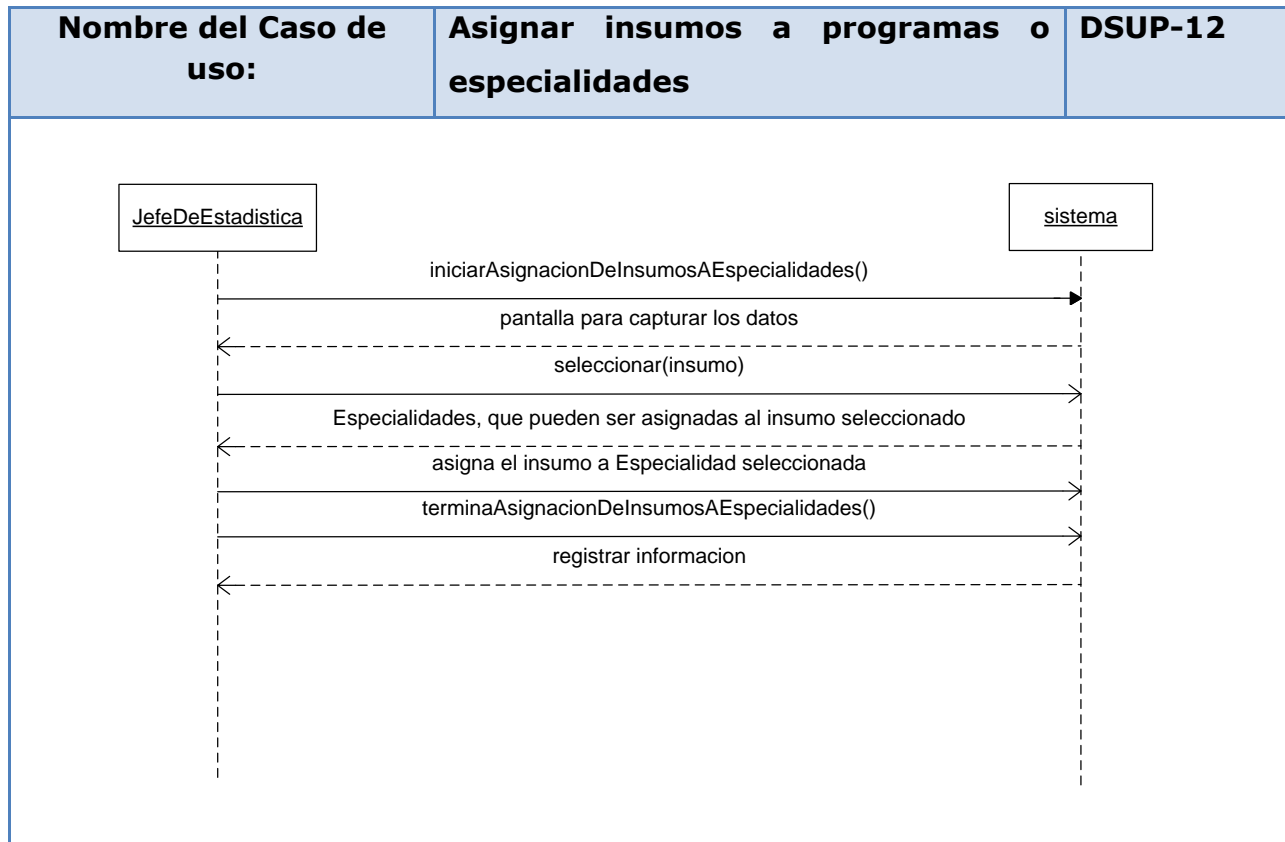 Nombre del Caso de
uso:
Asignar insumos a programas o
especialidades
DSUP-12
JefeDeEstadistica
sistema
iniciarAsignacionDeInsumosAEspecialidades()
pantalla para capturar los datos
seleccionar(insumo)
Especialidades, que pueden ser asignadas al insumo seleccionado
asigna el insumo a Especialidad seleccionada
terminaAsignacionDeInsumosAEspecialidades()
registrar informacion